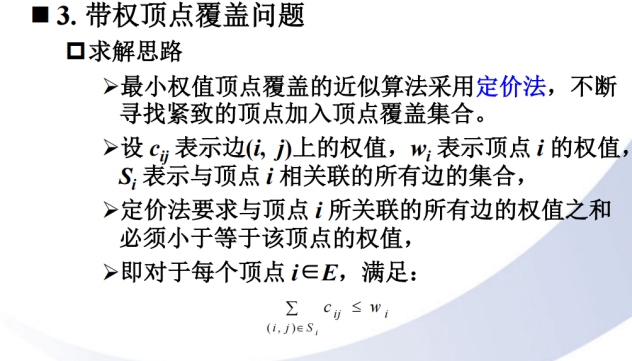 ■ 3. 带权顶点覆盖问题
求解思路
➢最小权值顶点覆盖的近似算法采用定价法，不断
寻找紧致的顶点加入顶点覆盖集合。
➢设 cij 表示边(i, j)上的权值，wi 表示顶点 i 的权值，
Si 表示与顶点 i 相关联的所有边的集合，
➢定价法要求与顶点 i 所关联的所有边的权值之和
必须小于等于该顶点的权值，
➢即对于每个顶点 i∈E，满足：
∑(i,j)∈Si cij ≤ wi